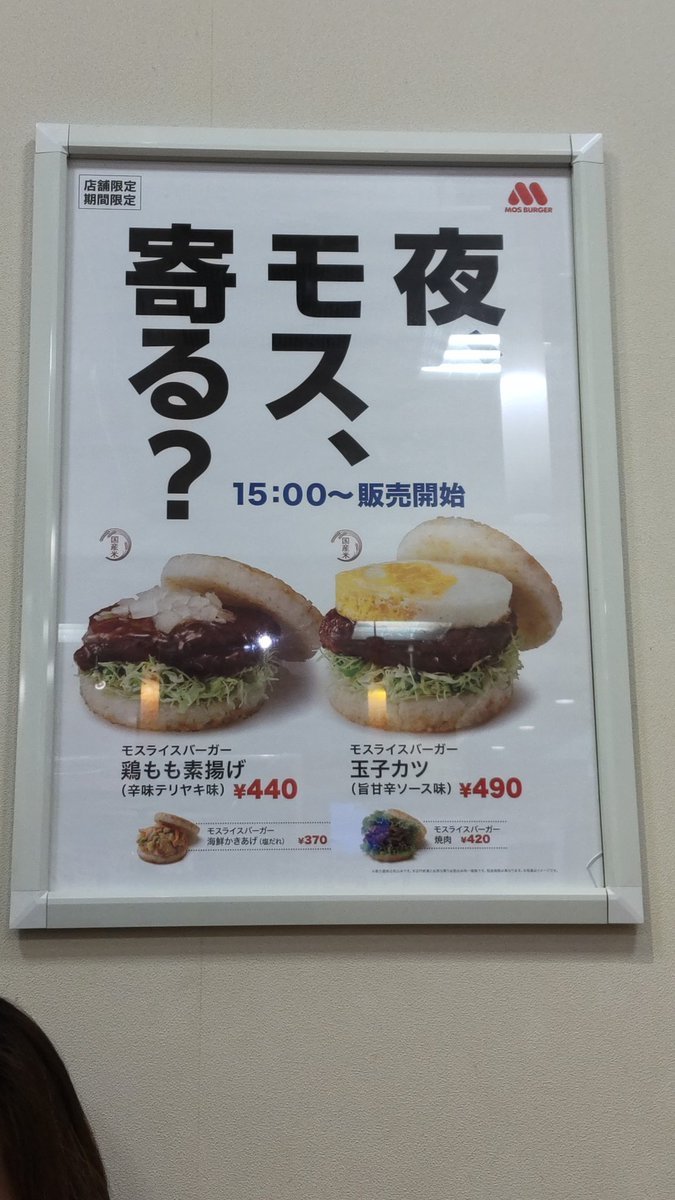 店舗限定
期間限定
MOS BURGER
夜、
モス、
寄る?
15:00〜販売開始
国産米
国産米
モスライスバーガー
鶏もも素揚げ
(辛味テリヤキ味) ¥440
モスライスバーガー
玉子カツ
(旨甘辛ソース味) ¥490
モスライスバーガー
海鮮かきあげ(塩だれ) ¥370
モスライスバーガー
焼肉 ¥420